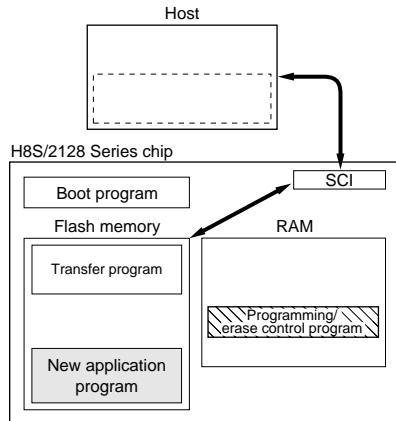 Host
H8S/2128 Series chip
SCI
Boot program
Flash memory
RAM
Transfer program
Programming/
erase control program
New application
program